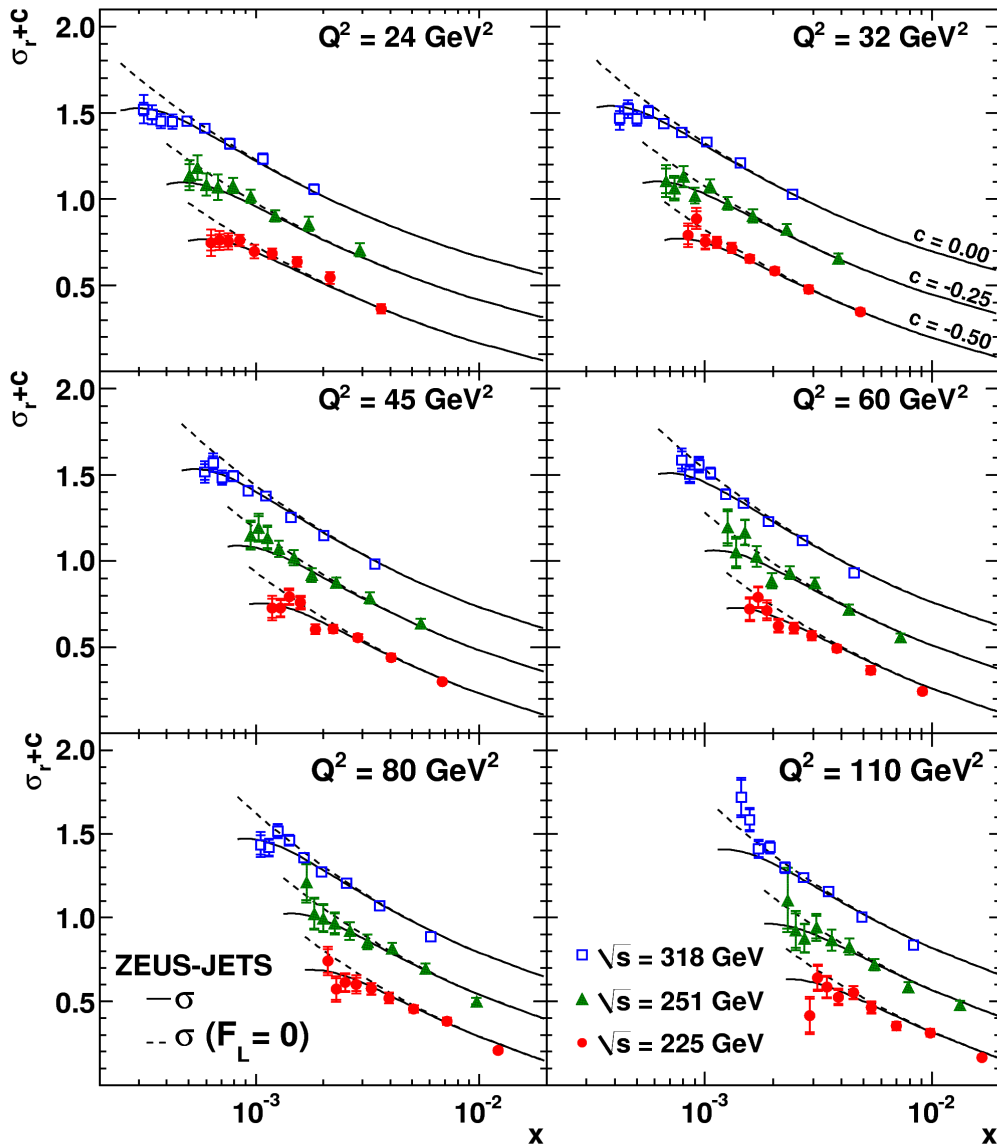 σr+c
2.0
1.5
1.0
0.5
Q² = 24 GeV²
Q² = 32 GeV²
c = 0.00
c = -0.25
c = -0.50
σr+c
2.0
1.5
1.0
0.5
Q² = 45 GeV²
Q² = 60 GeV²
σr+c
2.0
1.5
1.0
0.5
Q² = 80 GeV²
Q² = 110 GeV²
ZEUS-JETS
σ
σ (F_L = 0)
√s = 318 GeV
√s = 251 GeV
√s = 225 GeV
10⁻³ 10⁻² x
10⁻³ 10⁻² x